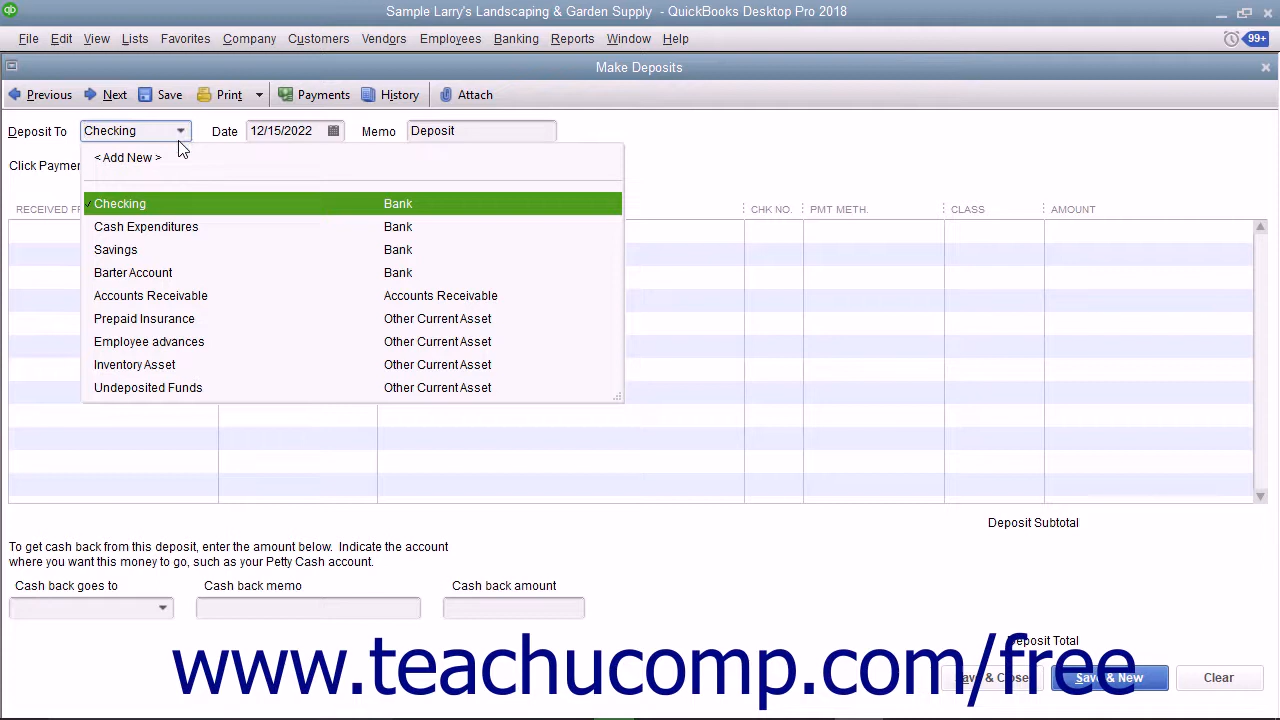 qb
Sample Larry's Landscaping & Garden Supply - QuickBooks Desktop Pro 2018
File Edit View Lists Favorites Company Customers Vendors Employees Banking Reports Window Help 99+
Make Deposits
Previous Next Save Print Payments History Attach
Deposit To Checking Date 12/15/2022 Memo Deposit
Click
< Add New >
RECEIVED CHK NO. PMT METH. CLASS AMOUNT
✓ Checking Bank
Cash Expenditures Bank
Savings Bank
Barter Account Bank
Accounts Receivable Accounts Receivable
Prepaid Insurance Other Current Asset
Employee advances Other Current Asset
Inventory Asset Other Current Asset
Undeposited Funds Other Current Asset
Deposit Subtotal
To get cash back from this deposit, enter the amount below. Indicate the account
where you want this money to go, such as your Petty Cash account.
Cash back goes to Cash back memo Cash back amount
Deposit Total
www.teachucomp.com/free
Save & Close Save & New Clear